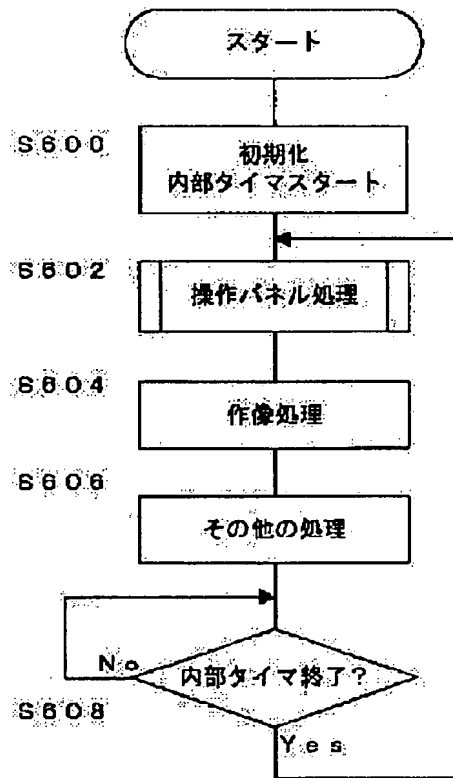 スタート
S600
初期化
内部タイマスタート
S602
操作パネル処理
S604
作像処理
S606
その他の処理
No
内部タイマ終了?
S608
Yes